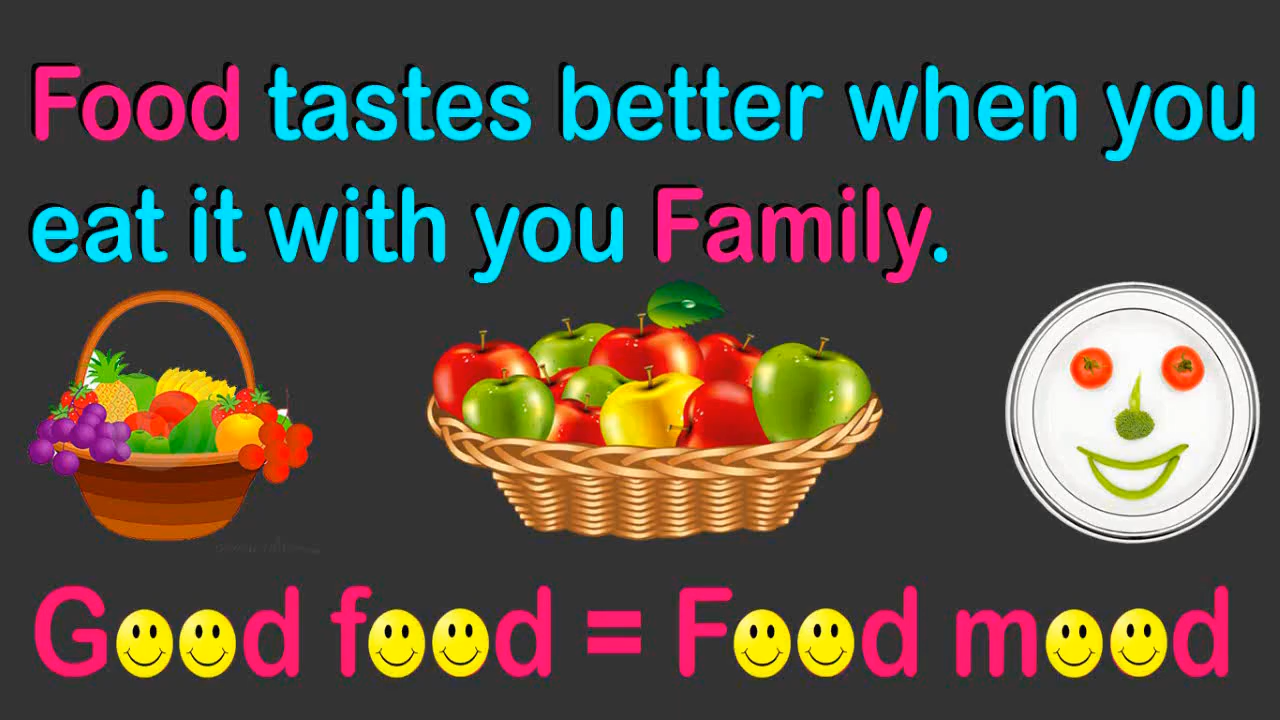 Food tastes better when you
eat it with you Family.
Good food = Food mood